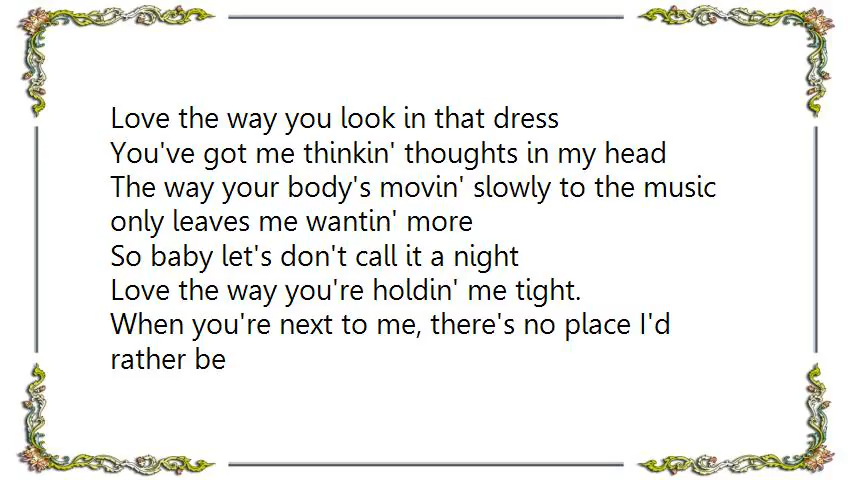 Love the way you look in that dress
You've got me thinkin' thoughts in my head
The way your body's movin' slowly to the music
only leaves me wantin' more
So baby let's don't call it a night
Love the way you're holdin' me tight.
When you're next to me, there's no place I'd
rather be